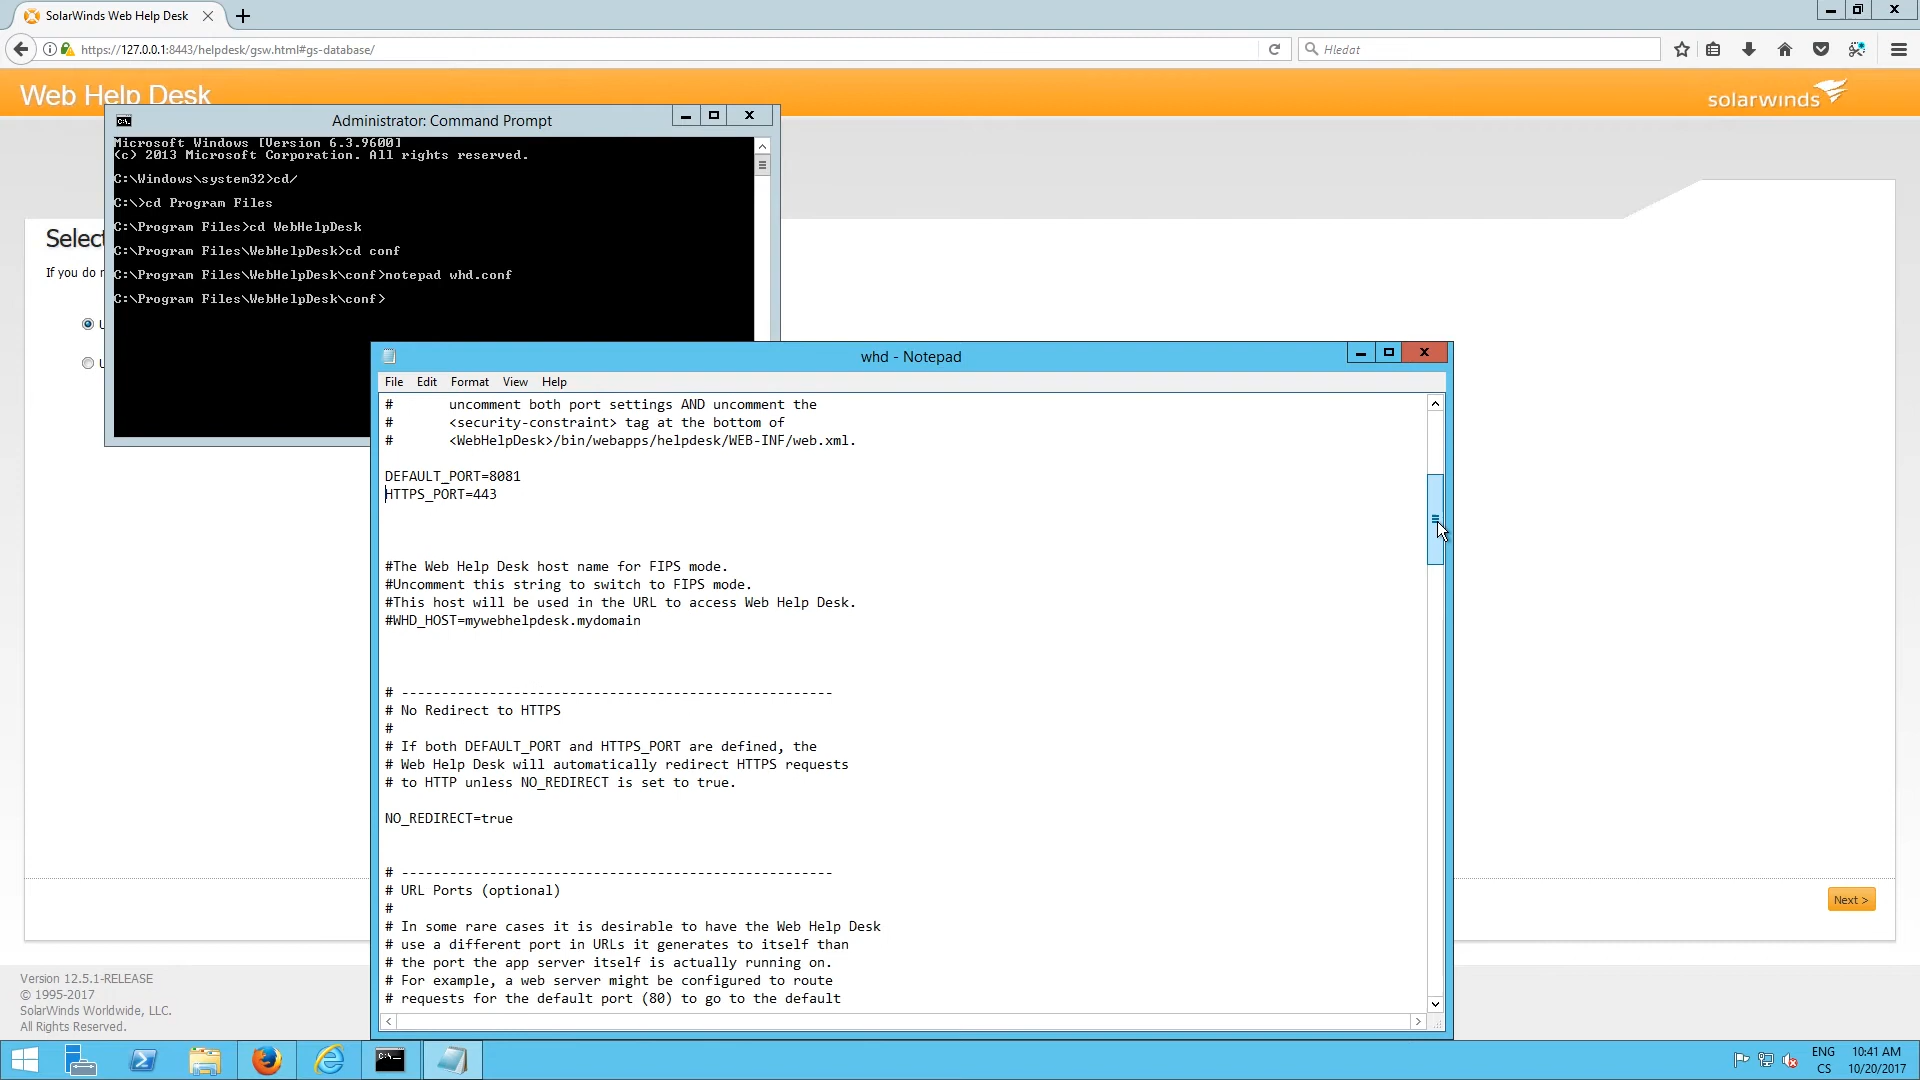 SolarWinds Web Help Desk
https://127.0.0.1:8443/helpdesk/gsw.html#gs-database/
Hledat
Web Help Desk
solarwinds
Administrator: Command Prompt
Microsoft Windows [Version 6.3.9600]
(c) 2013 Microsoft Corporation. All rights reserved.
C:\Windows\system32>cd/
C:\>cd Program Files
C:\Program Files>cd WebHelpDesk
C:\Program Files\WebHelpDesk>cd conf
C:\Program Files\WebHelpDesk\conf>notepad whd.conf
C:\Program Files\WebHelpDesk\conf>
Select
If you do
whd - Notepad
File Edit Format View Help
# uncomment both port settings AND uncomment the
# <security-constraint> tag at the bottom of
# <WebHelpDesk>/bin/webapps/helpdesk/WEB-INF/web.xml.
DEFAULT_PORT=8081
HTTPS_PORT=443
#The Web Help Desk host name for FIPS mode.
#Uncomment this string to switch to FIPS mode.
#This host will be used in the URL to access Web Help Desk.
#WHD_HOST=mywebhelpdesk.mydomain
# ------------------------------------------------------
# No Redirect to HTTPS
#
# If both DEFAULT_PORT and HTTPS_PORT are defined, the
# Web Help Desk will automatically redirect HTTPS requests
# to HTTP unless NO_REDIRECT is set to true.
NO_REDIRECT=true
# ------------------------------------------------------
# URL Ports (optional)
#
# In some rare cases it is desirable to have the Web Help Desk
# use a different port in URLs it generates to itself than
# the port the app server itself is actually running on.
# For example, a web server might be configured to route
# requests for the default port (80) to go to the default
Next >
Version 12.5.1-RELEASE
© 1995-2017
SolarWinds Worldwide, LLC.
All Rights Reserved.
ENG 10:41 AM
CS 10/20/2017